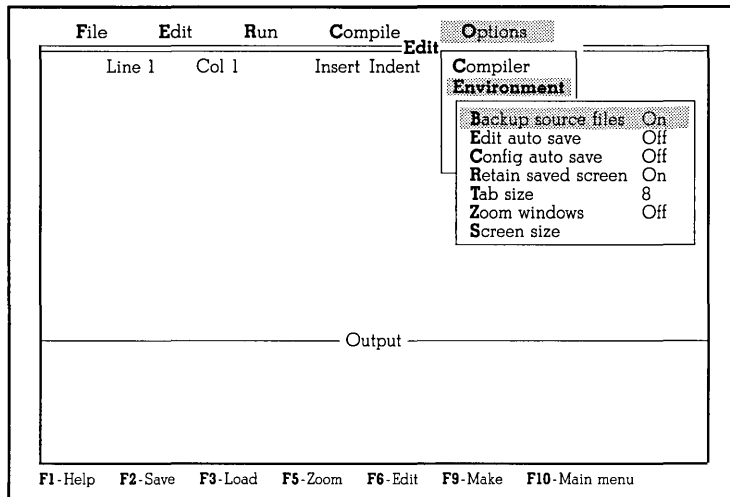 File Edit Run Compile Options
Edit
Line 1 Col 1 Insert Indent Compiler
Environment
Backup source files On
Edit auto save Off
Config auto save Off
Retain saved screen On
Tab size 8
Zoom windows Off
Screen size
Output
F1-Help F2-Save F3-Load F5-Zoom F6-Edit F9-Make F10-Main menu